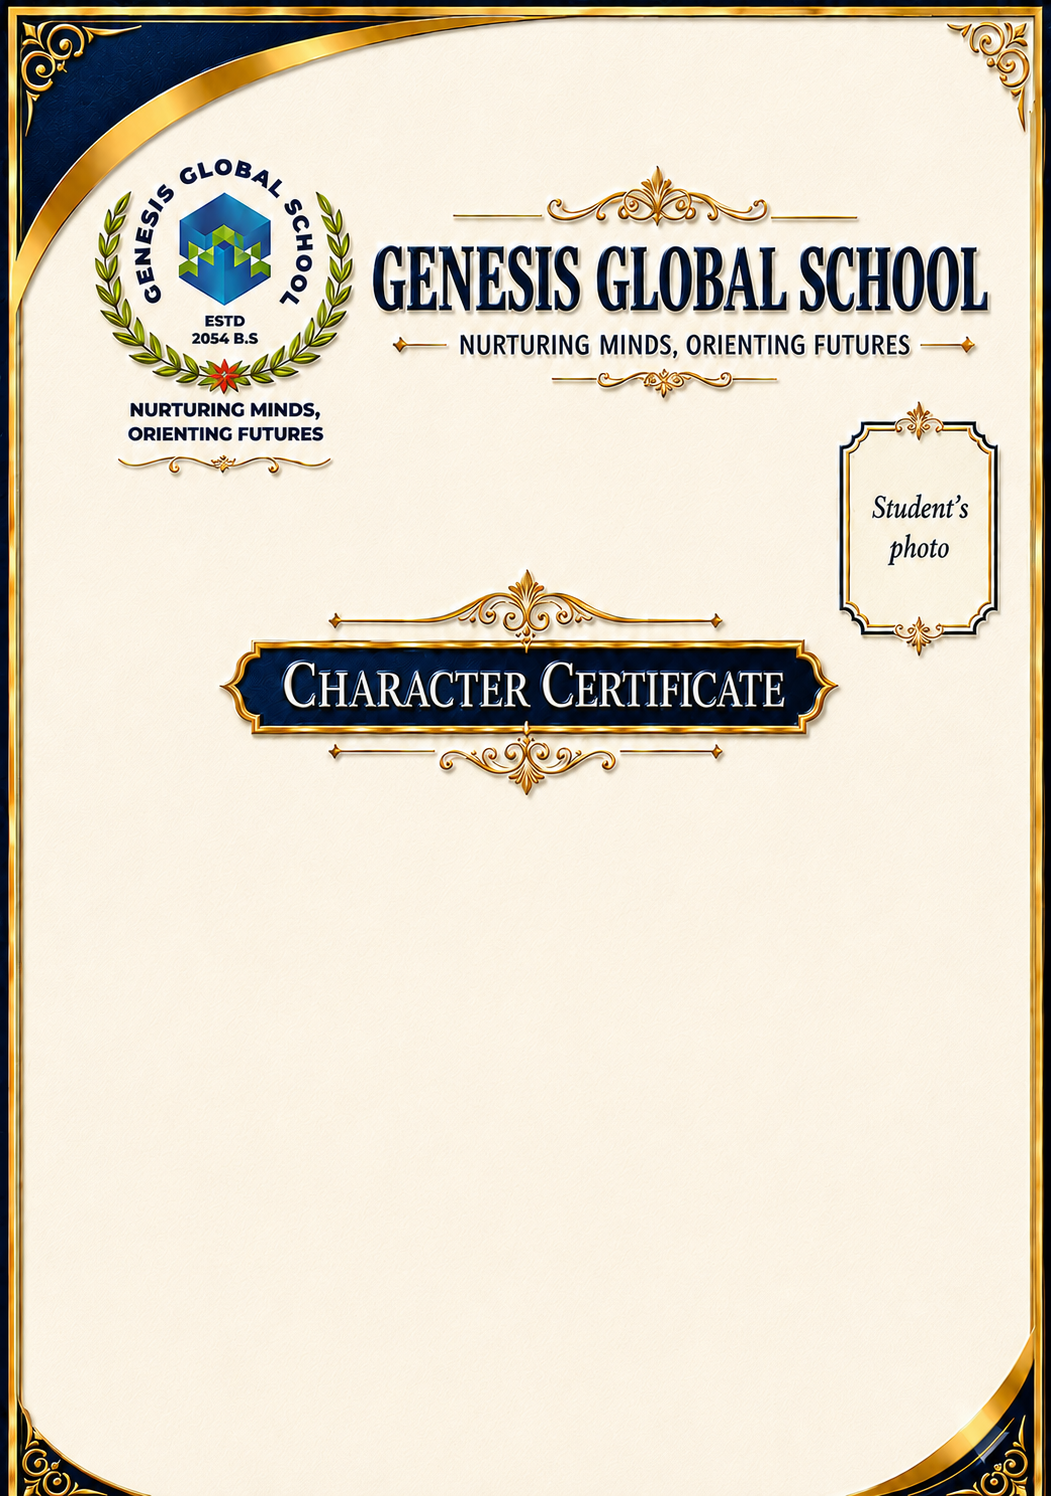 GENESIS GLOBAL SCHOOL
ESTD
2054 B.S
NURTURING MINDS,
ORIENTING FUTURES
GENESIS GLOBAL SCHOOL
NURTURING MINDS, ORIENTING FUTURES
Student's
photo
CHARACTER CERTIFICATE